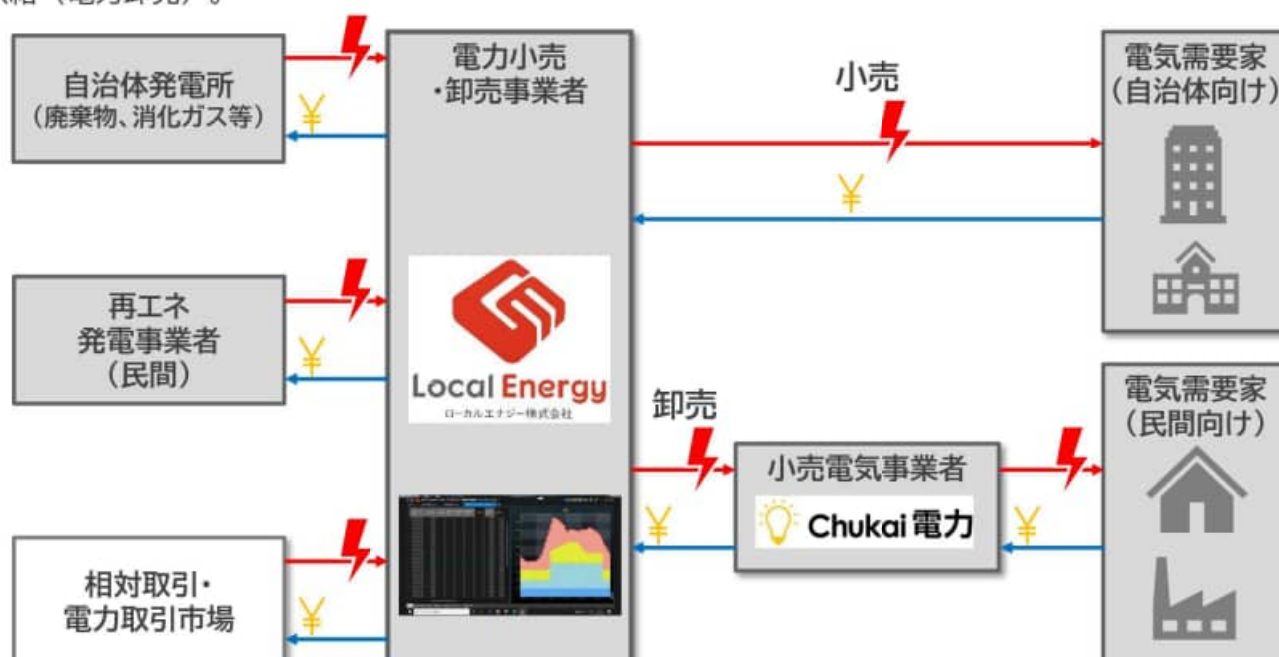 (電力卸売)。
自治体発電所
(廃棄物、消化ガス等)
¥
再エネ
発電事業者
(民間)
¥
相対取引・
電力取引市場
¥
電力小売
・卸売事業者
Local Energy
ローカルエナジー株式会社
小売
¥
卸売
¥
小売電気事業者
Chukai電力
¥
電気需要家
(自治体向け)
電気需要家
(民間向け)